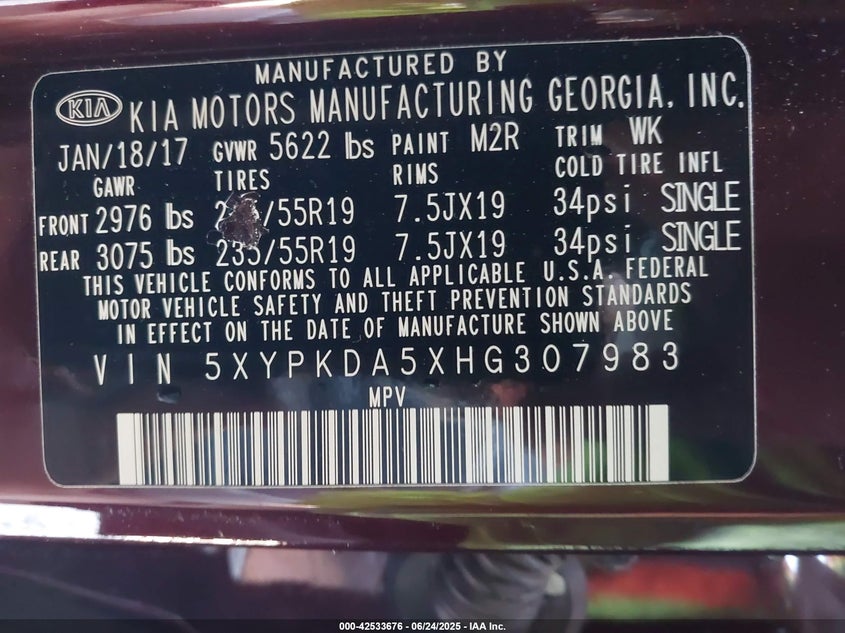 MANUFACTURED BY
KIA KIA MOTORS MANUFACTURING GEORGIA, INC.
JAN/18/17 GVWR 5622 lbs PAINT M2R TRIM WK
GAWR TIRES RIMS COLD TIRE INFL
FRONT 2976 lbs /55R19 7.5JX19 34psi SINGLE
REAR 3075 lbs 235/55R19 7.5JX19 34psi SINGLE
THIS VEHICLE CONFORMS TO ALL APPLICABLE U.S.A. FEDERAL
MOTOR VEHICLE SAFETY AND THEFT PREVENTION STANDARDS
IN EFFECT ON THE DATE OF MANUFACTURE SHOWN ABOVE
VIN 5XYPKDA5XHG307983
MPV
000-42533676 / 06/24/2025 - IAA Inc.